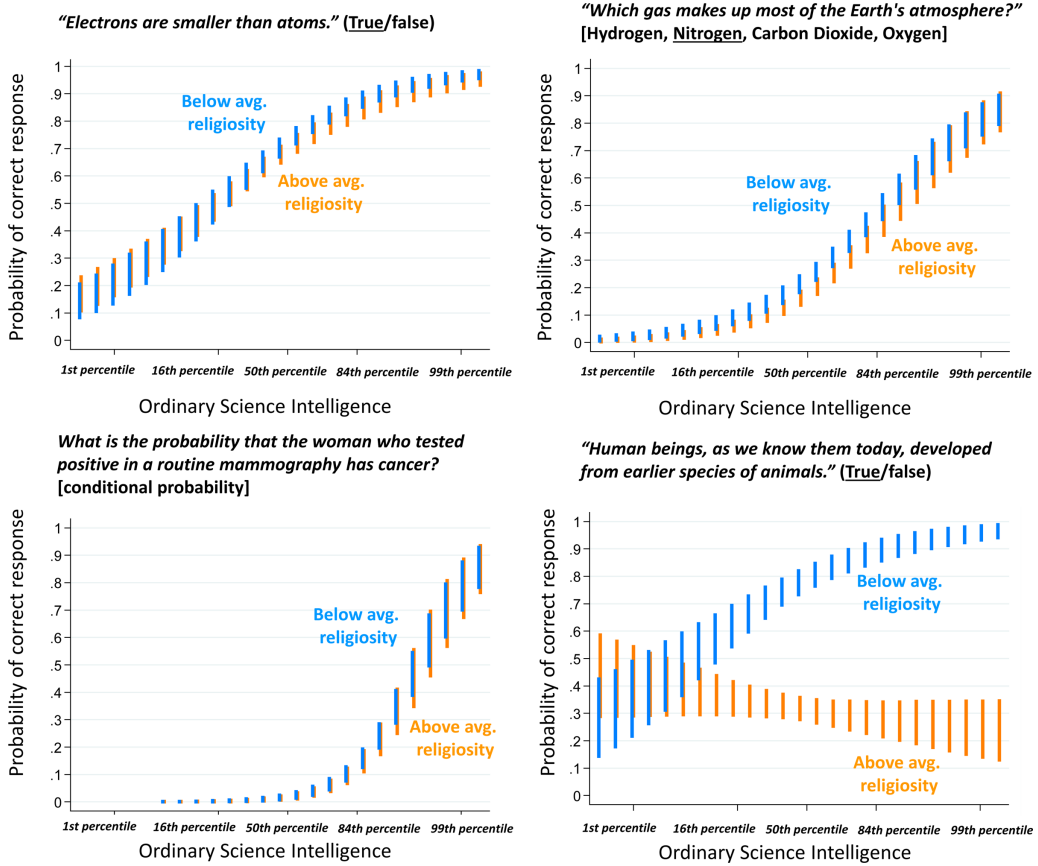 “Electrons are smaller than atoms.” (True/false)
Probability of correct response
1
.9
.8
.7
.6
.5
.4
.3
.2
.1
0
Below avg.
religiosity
Above avg.
religiosity
1st percentile 16th percentile 50th percentile 84th percentile 99th percentile
Ordinary Science Intelligence
“Which gas makes up most of the Earth's atmosphere?”
[Hydrogen, Nitrogen, Carbon Dioxide, Oxygen]
Probability of correct response
1
.9
.8
.7
.6
.5
.4
.3
.2
.1
0
Below avg.
religiosity
Above avg.
religiosity
1st percentile 16th percentile 50th percentile 84th percentile 99th percentile
Ordinary Science Intelligence
What is the probability that the woman who tested
positive in a routine mammography has cancer?
[conditional probability]
Probability of correct response
1
.9
.8
.7
.6
.5
.4
.3
.2
.1
0
Below avg.
religiosity
Above avg.
religiosity
1st percentile 16th percentile 50th percentile 84th percentile 99th percentile
Ordinary Science Intelligence
“Human beings, as we know them today, developed
from earlier species of animals.” (True/false)
Probability of correct response
1
.9
.8
.7
.6
.5
.4
.3
.2
.1
0
Below avg.
religiosity
Above avg.
religiosity
1st percentile 16th percentile 50th percentile 84th percentile 99th percentile
Ordinary Science Intelligence